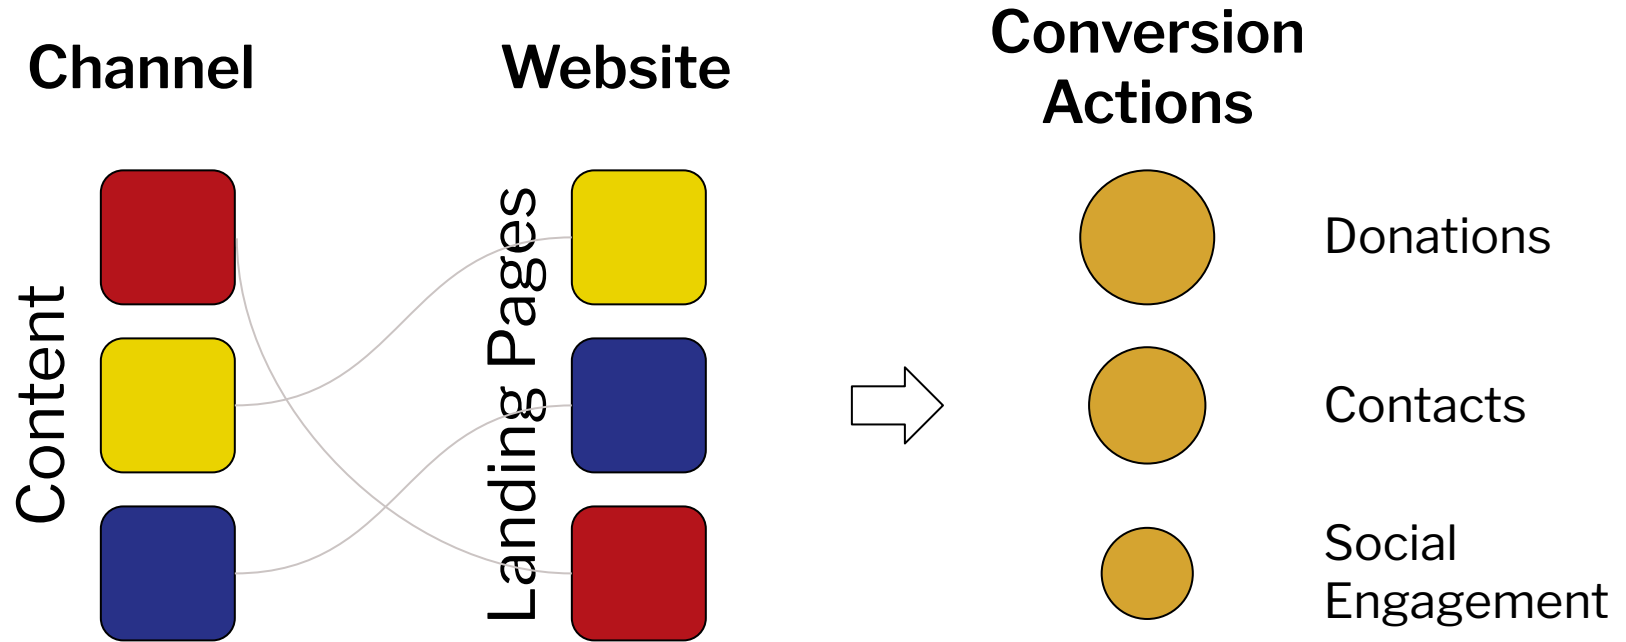 Channel
Website
Conversion
Actions
Content
Landing Pages
Donations
Contacts
Social
Engagement